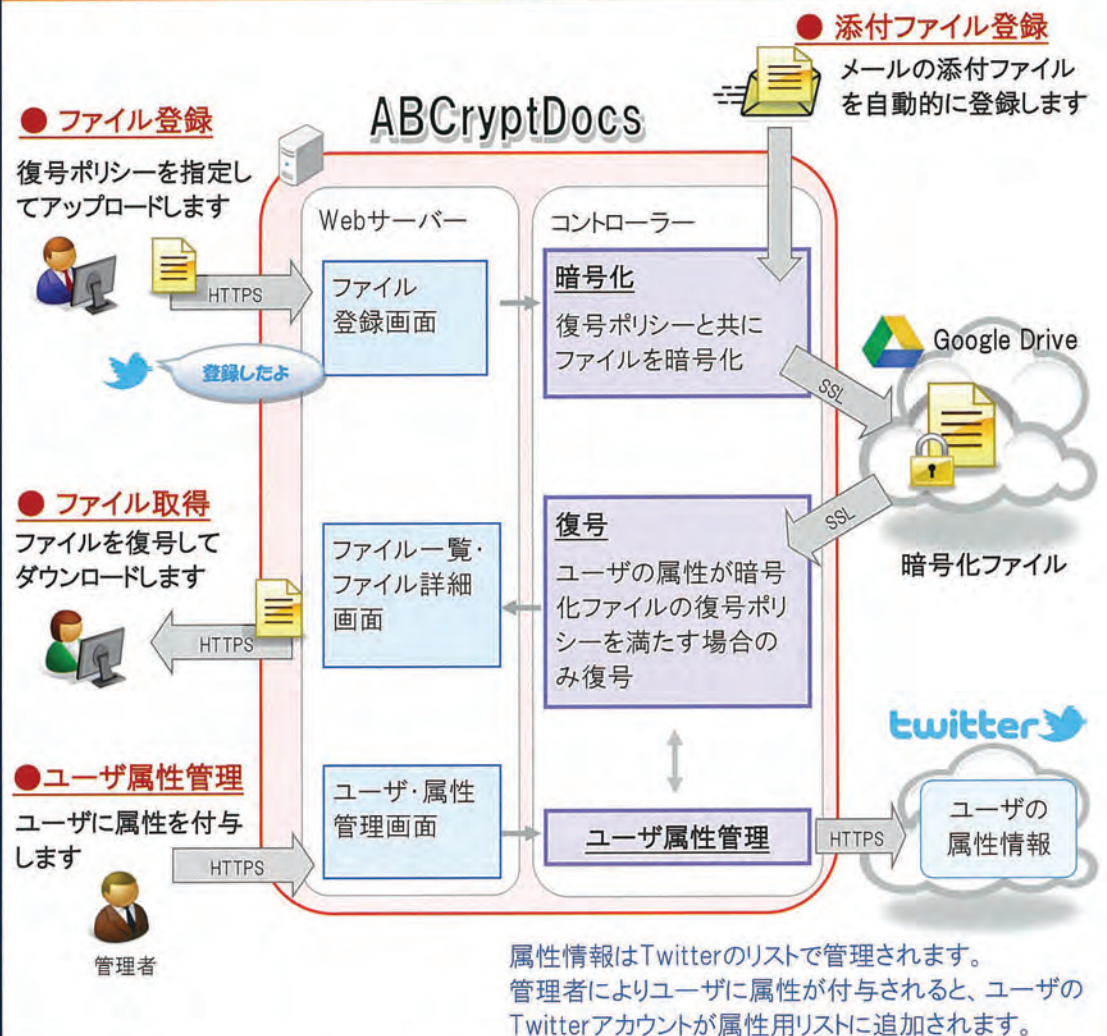 ● 添付ファイル登録
メールの添付ファイル
を自動的に登録します
ABCryptDocs
● ファイル登録
復号ポリシーを指定し
てアップロードします
HTTPS
登録したよ
Webサーバー
ファイル
登録画面
コントローラー
暗号化
復号ポリシーと共に
ファイルを暗号化
SSL
Google Drive
暗号化ファイル
● ファイル取得
ファイルを復号して
ダウンロードします
HTTPS
ファイル一覧・
ファイル詳細
画面
復号
ユーザの属性が暗号
化ファイルの復号ポリ
シーを満たす場合の
み復号
SSL
●ユーザ属性管理
ユーザに属性を付与
します
HTTPS
管理者
ユーザ・属性
管理画面
ユーザ属性管理
HTTPS
twitter
ユーザの
属性情報
属性情報はTwitterのリストで管理されます。
管理者によりユーザに属性が付与されると、ユーザの
Twitterアカウントが属性用リストに追加されます。